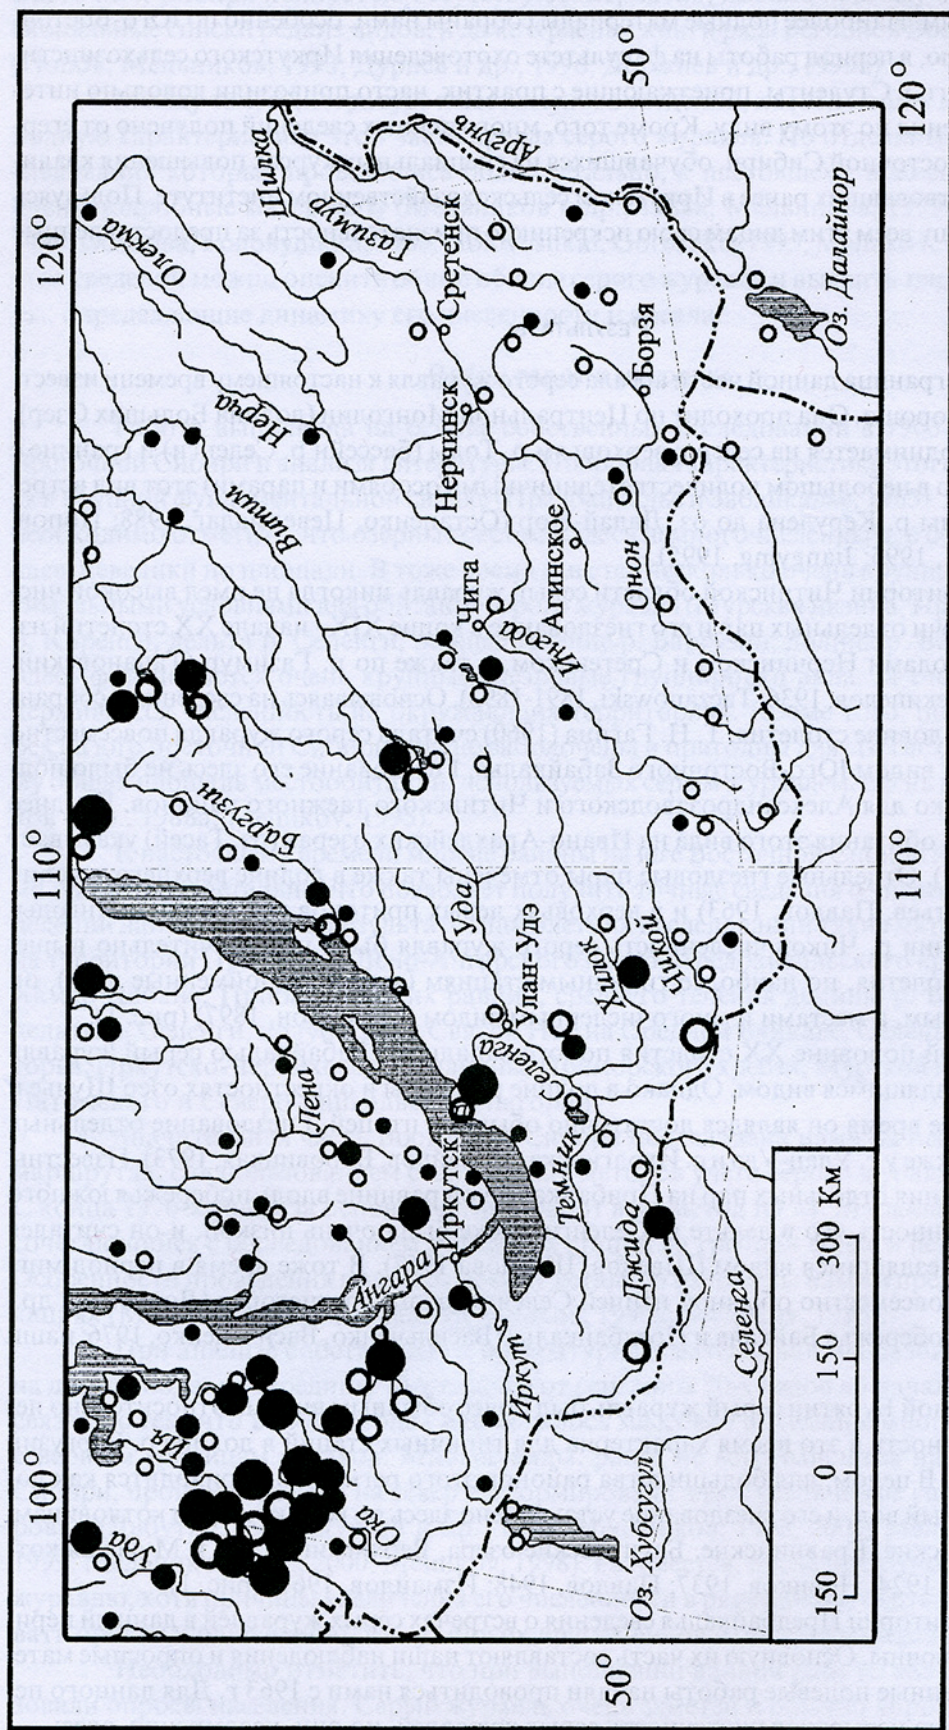 100°
110°
120°
Уда
Ия
Ока
Ангара
Лена
Баргузин
Витим
Нерча
Олекма
Шилка
Аргунь
Газимур
Сретенск
Нерчинск
Чита
Ингода
Агинское
Онон
Борзя
Уда
Улан-Удэ
Хилок
Чикой
Селенга
Иркутск
Темник
Джида
Иркут
Оз. Хубсугул
Селенга
Оз. Далайнор
50°
50°
150 0 150 300 Км
110°
120°